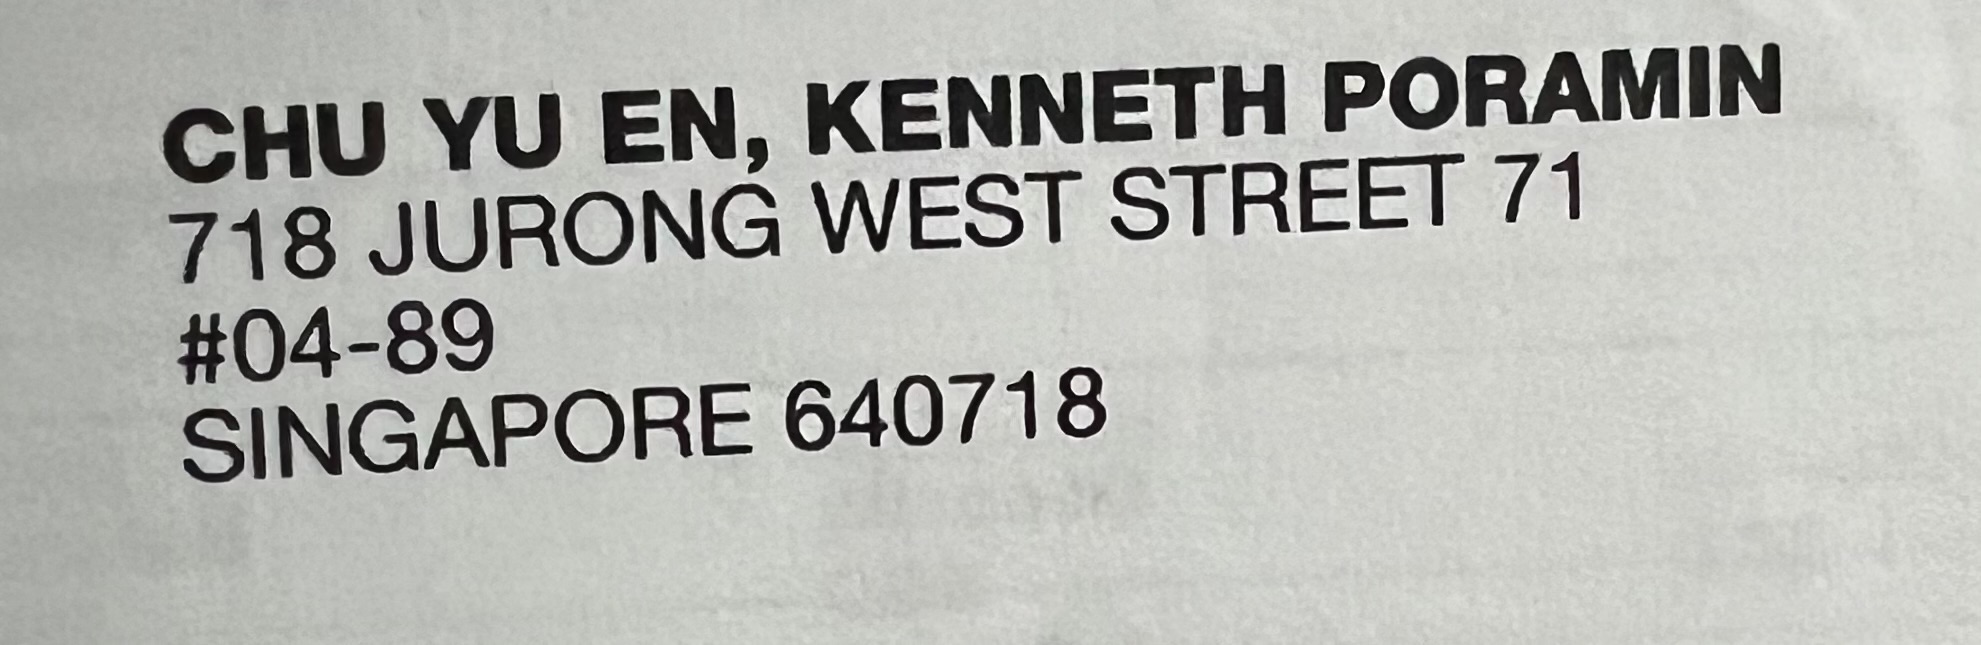 CHU YU EN, KENNETH PORAMIN
718 JURONG WEST STREET 71
#04-89
SINGAPORE 640718